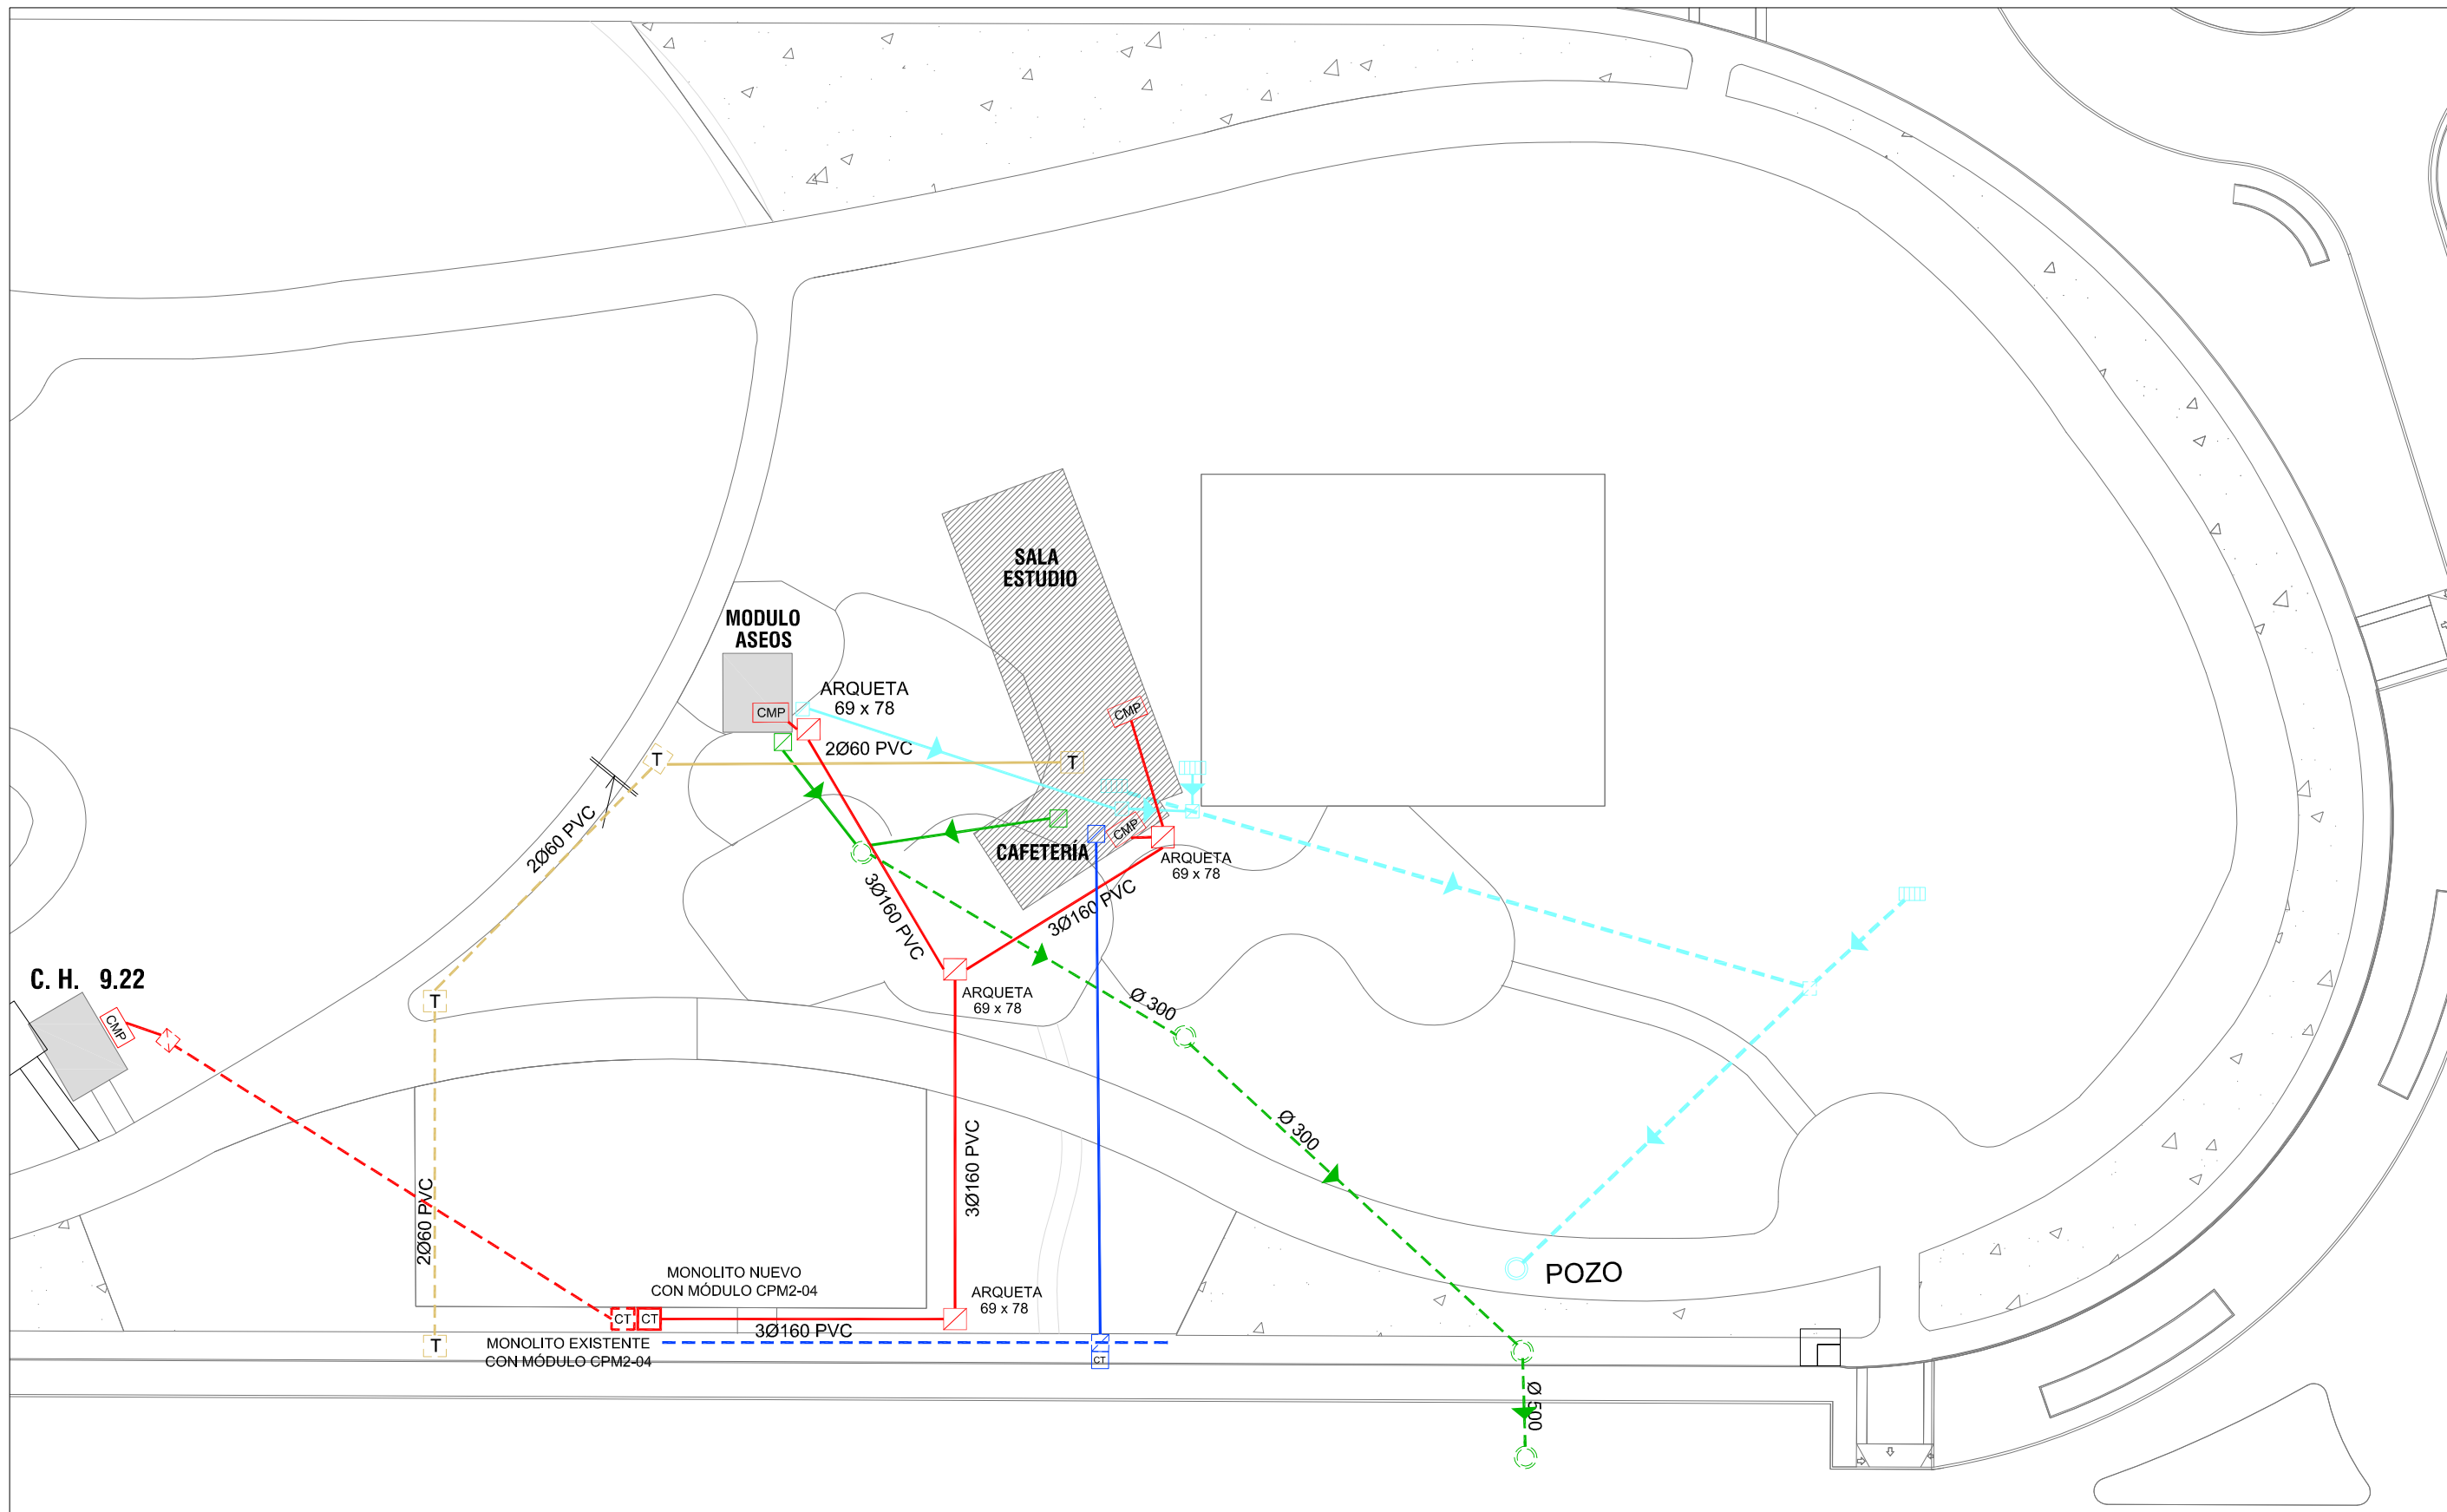 SALA
ESTUDIO
MODULO
ASEOS
ARQUETA
69 x 78
CMP
CMP
2Ø60 PVC
T
T
2Ø60 PVC
CMP
CAFETERÍA
ARQUETA
69 x 78
3Ø160 PVC
3Ø160 PVC
C. H. 9.22
CMP
T
ARQUETA
69 x 78
Ø 300
Ø 300
3Ø160 PVC
2Ø60 PVC
MONOLITO NUEVO
CON MÓDULO CPM2-04
POZO
ARQUETA
69 x 78
CT
CT
3Ø160 PVC
T
MONOLITO EXISTENTE
CON MÓDULO CPM2-04
CT
Ø 500